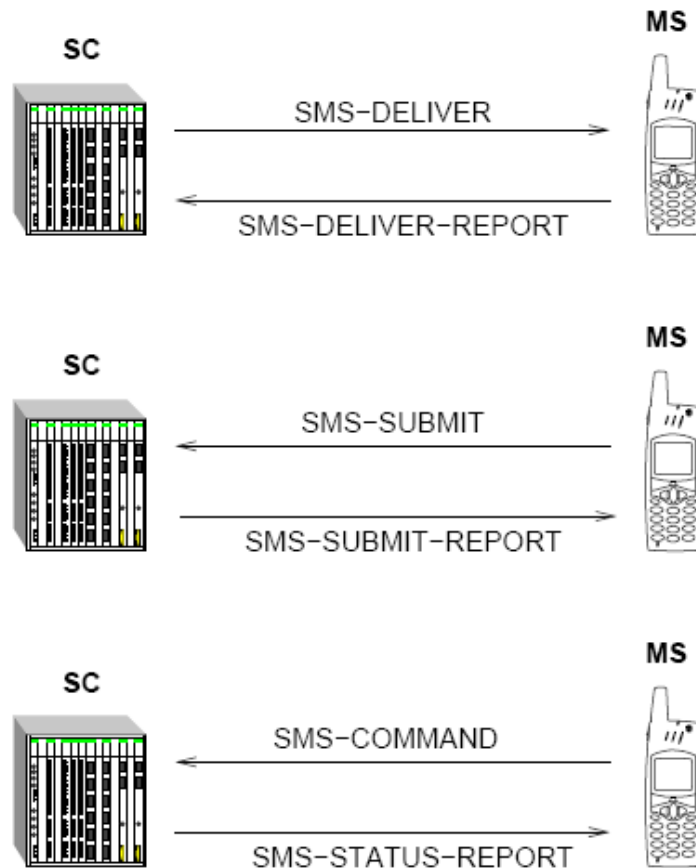 MS
SC
SMS-DELIVER
SMS-DELIVER-REPORT
MS
SC
SMS-SUBMIT
SMS-SUBMIT-REPORT
MS
SC
SMS-COMMAND
SMS-STATUS-REPORT